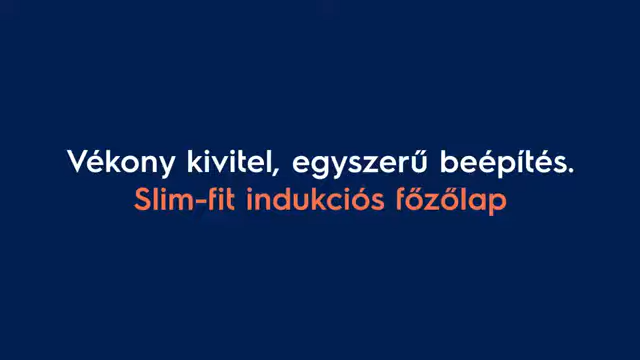 Vékony kivitel, egyszerű beépítés.
Slim-fit indukciós főzőlap